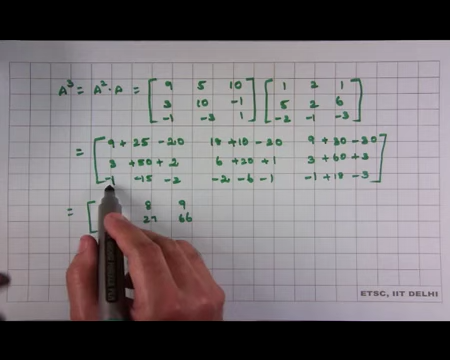 A³ = A² · A = [ 9 5 10 ] [ 1 2 1 ]
3 10 -1 5 2 6
-1 -3 1 -2 -1 -3
= [ 9 + 25 - 20 18 + 10 - 20 9 + 30 - 30 ]
3 + 50 + 2 6 + 20 + 1 3 + 60 + 3
-1 -15 -2 -2 -6 -1 -1 + 18 - 3
= [ 8 9
27 66
ETSC, IIT DELHI